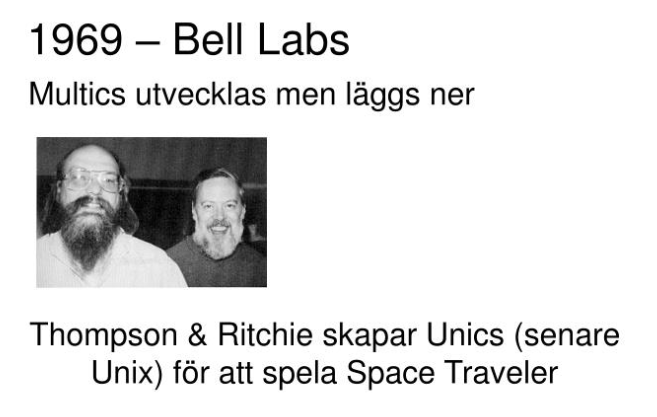 1969 – Bell Labs
Multics utvecklas men läggs ner
Thompson & Ritchie skapar Unics (senare
Unix) för att spela Space Traveler